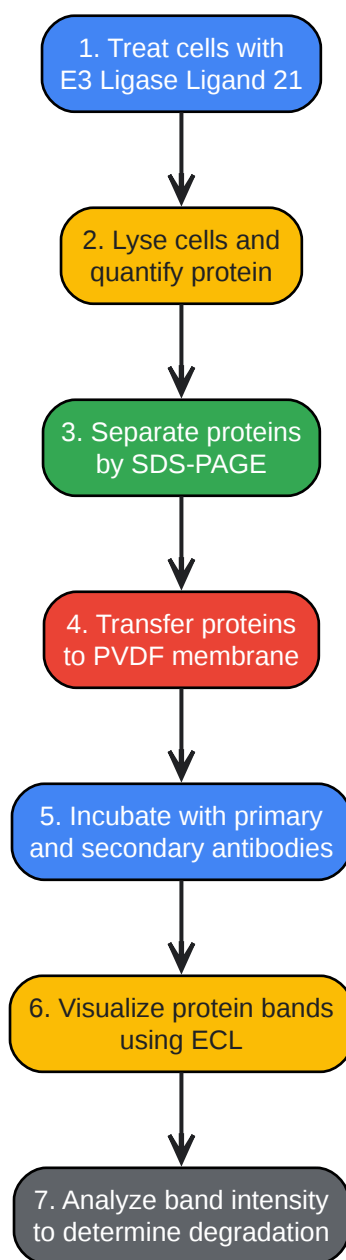 1. Treat cells with
E3 Ligase Ligand 21
2. Lyse cells and
quantify protein
3. Separate proteins
by SDS-PAGE
4. Transfer proteins
to PVDF membrane
5. Incubate with primary
and secondary antibodies
6. Visualize protein bands
using ECL
7. Analyze band intensity
to determine degradation